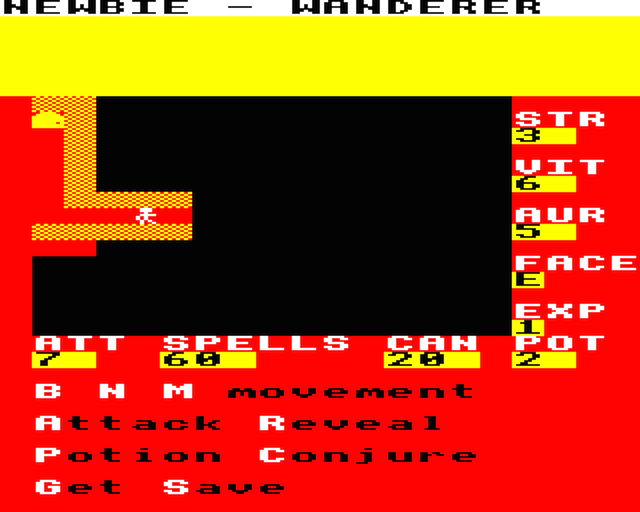 NEWBIE – WANDERER
STR
3
VIT
6
AUR
5
FACE
E
EXP
1
ATT SPELLS CAN POT
7 60 20 2
B N M movement
Attack Reveal
Potion Conjure
Get Save